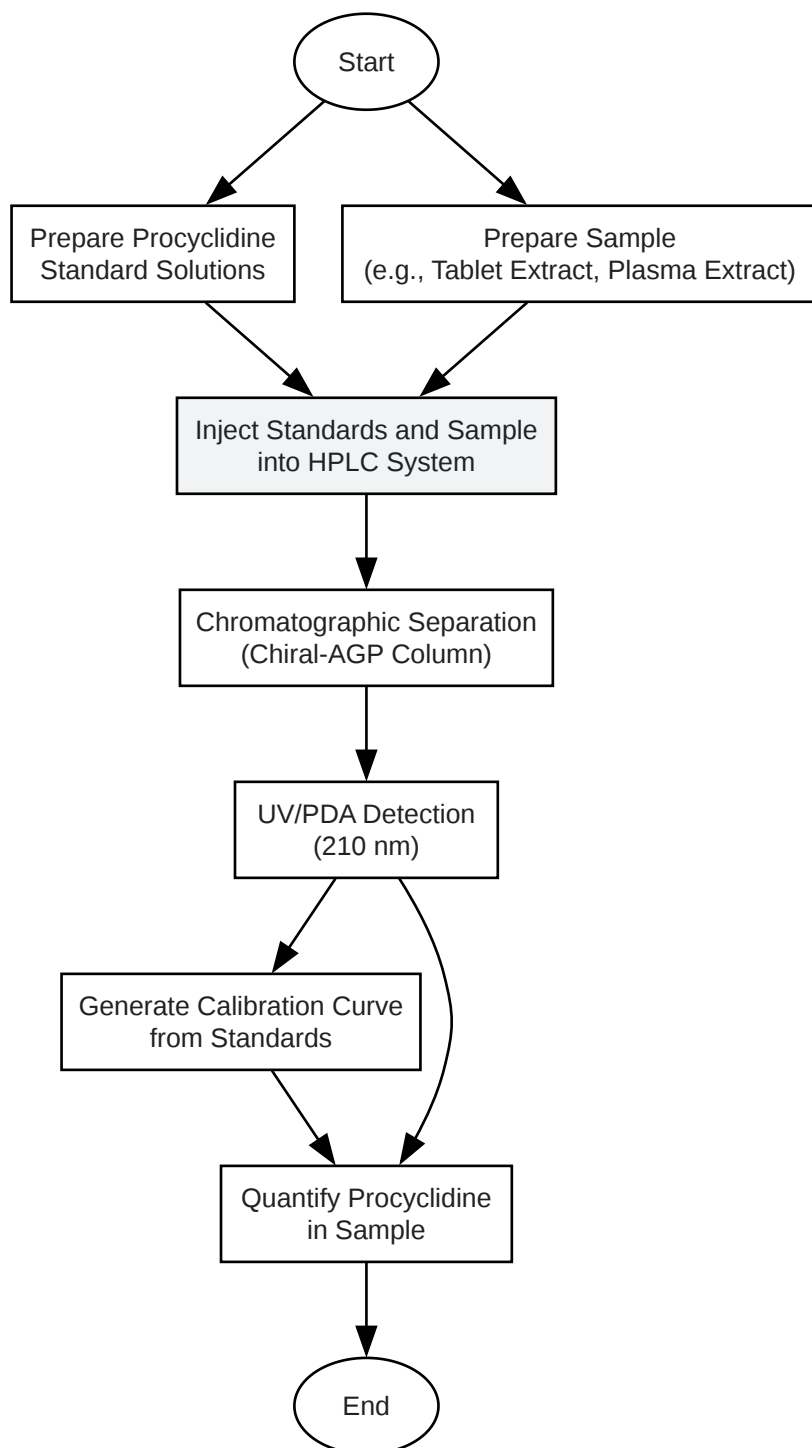 Start
Prepare Procyclidine
Standard Solutions
Prepare Sample
(e.g., Tablet Extract, Plasma Extract)
Inject Standards and Sample
into HPLC System
Chromatographic Separation
(Chiral-AGP Column)
UV/PDA Detection
(210 nm)
Generate Calibration Curve
from Standards
Quantify Procyclidine
in Sample
End